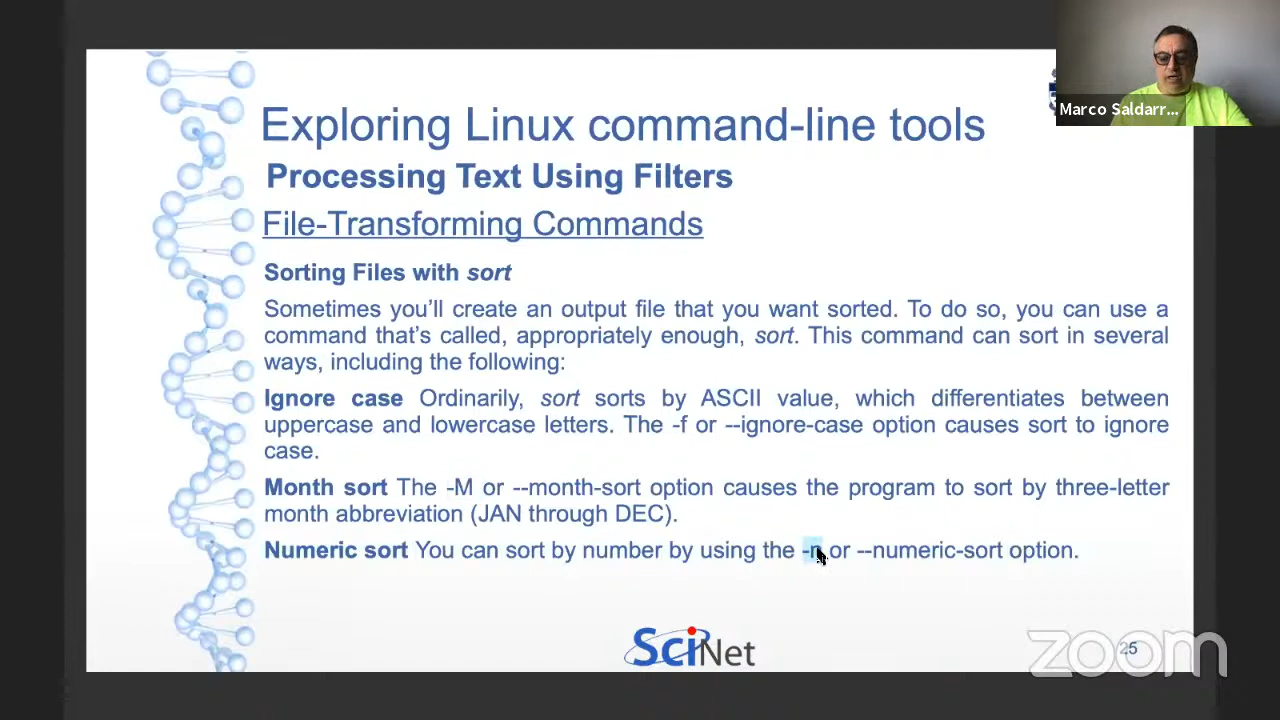 Marco Saldarr...
Exploring Linux command-line tools
Processing Text Using Filters
File-Transforming Commands
Sorting Files with sort
Sometimes you'll create an output file that you want sorted. To do so, you can use a
command that's called, appropriately enough, sort. This command can sort in several
ways, including the following:
Ignore case Ordinarily, sort sorts by ASCII value, which differentiates between
uppercase and lowercase letters. The -f or --ignore-case option causes sort to ignore
case.
Month sort The -M or --month-sort option causes the program to sort by three-letter
month abbreviation (JAN through DEC).
Numeric sort You can sort by number by using the -n or --numeric-sort option.
SciNet
zoom
25